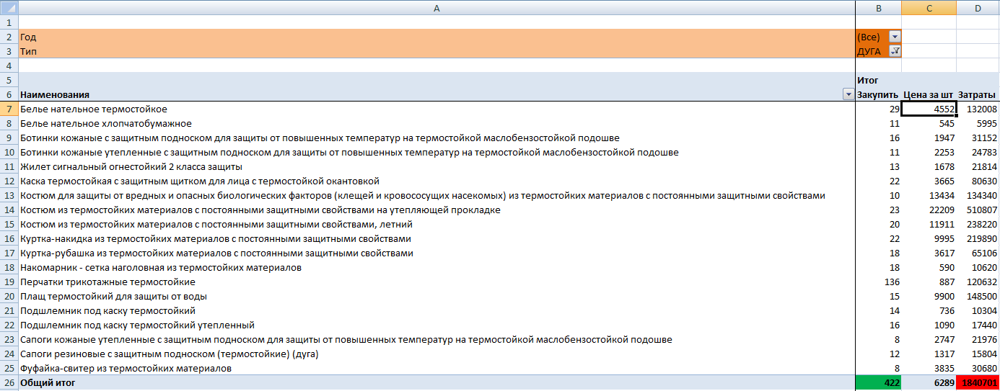 A B C D
1
2 Год (Все)
3 Тип ДУГА
4
5 Итог
6 Наименования Закупить Цена за шт Затраты
7 Белье нательное термостойкое 29 4552 132008
8 Белье нательное хлопчатобумажное 11 545 5995
9 Ботинки кожаные с защитным подноском для защиты от повышенных температур на термостойкой маслобензостойкой подошве 16 1947 31152
10 Ботинки кожаные утепленные с защитным подноском для защиты от повышенных температур на термостойкой маслобензостойкой подошве 11 2253 24783
11 Жилет сигнальный огнестойкий 2 класса защиты 13 1678 21814
12 Каска термостойкая с защитным щитком для лица с термостойкой окантовкой 22 3665 80630
13 Костюм для защиты от вредных и опасных биологических факторов (клещей и кровососущих насекомых) из термостойких материалов с постоянными защитными свойствами 10 13434 134340
14 Костюм из термостойких материалов с постоянными защитными свойствами на утепляющей прокладке 23 22209 510807
15 Костюм из термостойких материалов с постоянными защитными свойствами, летний 20 11911 238220
16 Куртка-накидка из термостойких материалов с постоянными защитными свойствами 22 9995 219890
17 Куртка-рубашка из термостойких материалов с постоянными защитными свойствами 18 3617 65106
18 Накомарник - сетка наголовная из термостойких материалов 18 590 10620
19 Перчатки трикотажные термостойкие 136 887 120632
20 Плащ термостойкий для защиты от воды 15 9900 148500
21 Подшлемник под каску термостойкий 14 736 10304
22 Подшлемник под каску термостойкий утепленный 16 1090 17440
23 Сапоги кожаные утепленные с защитным подноском для защиты от повышенных температур на термостойкой маслобензостойкой подошве 8 2747 21976
24 Сапоги резиновые с защитным подноском (термостойкие) (дуга) 12 1317 15804
25 Фуфайка-свитер из термостойких материалов 8 3835 30680
26 Общий итог 422 6289 1840701